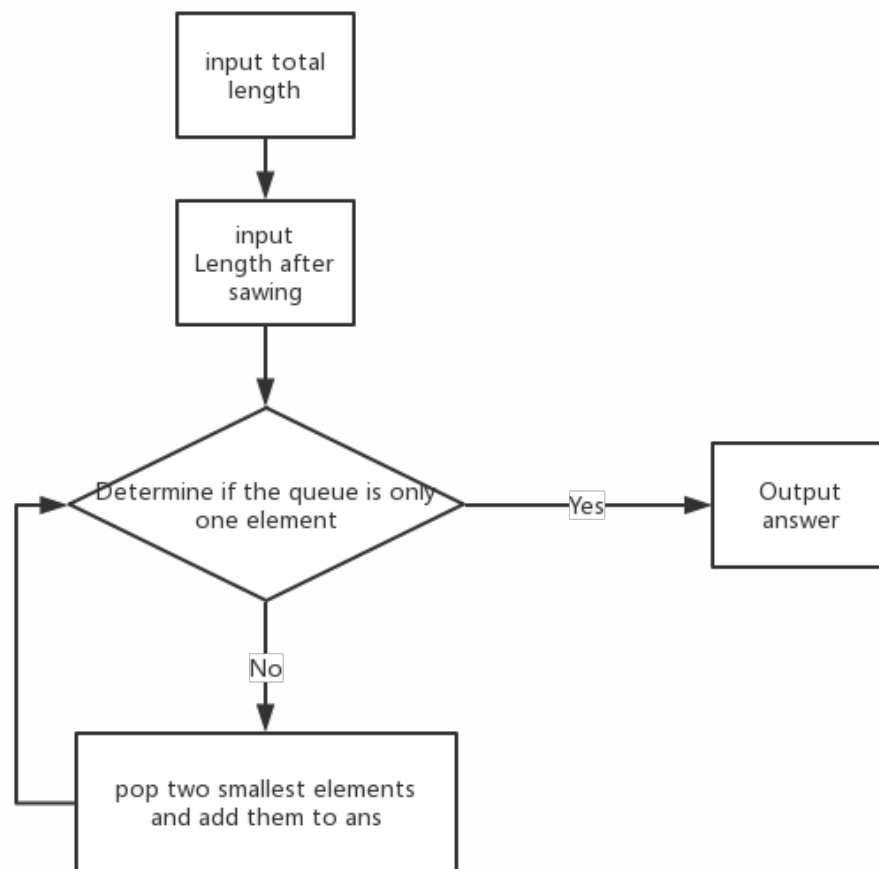 input total
length
input
Length after
sawing
Determine if the queue is only
one element
Yes
Output
answer
No
pop two smallest elements
and add them to ans